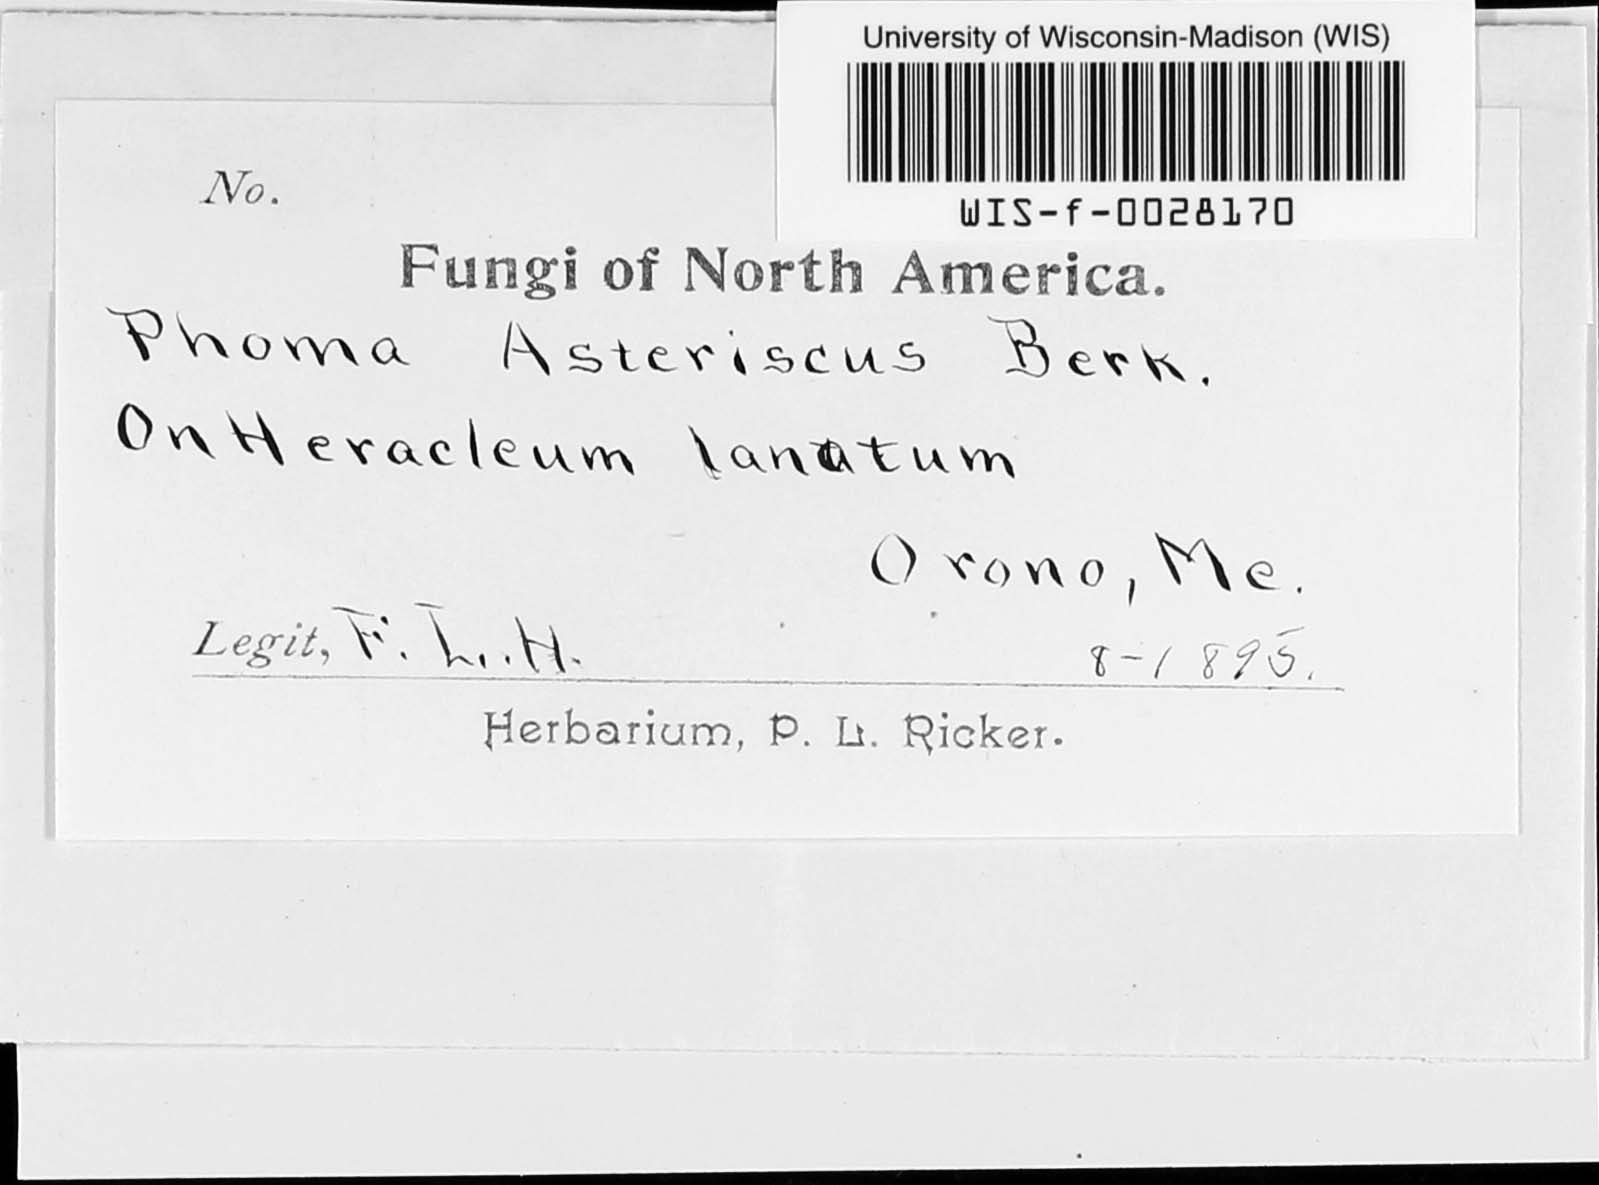 University of Wisconsin-Madison (WIS)
WIS-f-0028170
No.
Fungi of North America.
Phoma Asteriscus Berk.
On Heracleum lanatum
Orono, Me.
Legit, F. L. H. 8-1895.
Herbarium, P. L. Ricker.